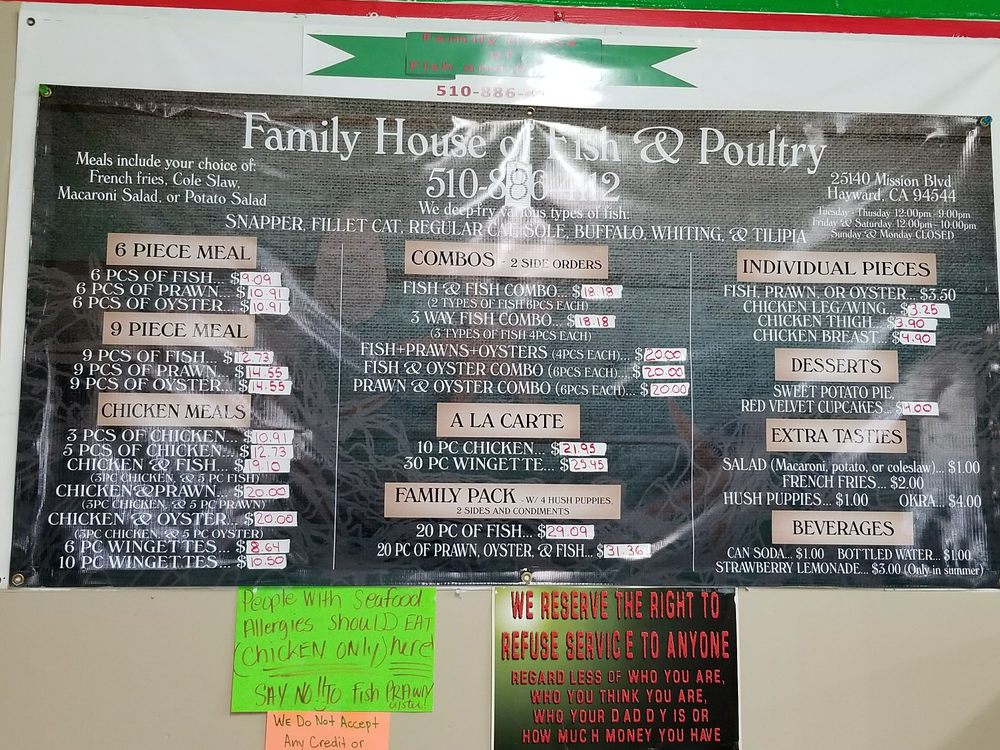 Family House
of
510-886-
Family House of Fish & Poultry
510-886-4112
We deep-fry various types of fish:
SNAPPER, FILLET CAT, REGULAR CAT, SOLE, BUFFALO, WHITING, & TILIPIA
Meals include your choice of:
French fries, Cole Slaw,
Macaroni Salad, or Potato Salad
25140 Mission Blvd
Hayward, CA 94544
Tuesday - Thusday 12:00pm - 9:00pm
Friday & Saturday 12:00pm - 10:00pm
Sunday & Monday CLOSED
6 PIECE MEAL
6 PCS OF FISH... $9.09
6 PCS OF PRAWN... $10.91
6 PCS OF OYSTER... $10.91
9 PIECE MEAL
9 PCS OF FISH... $12.73
9 PCS OF PRAWN... $14.55
9 PCS OF OYSTER... $14.55
CHICKEN MEALS
3 PCS OF CHICKEN... $10.91
5 PCS OF CHICKEN... $12.73
CHICKEN & FISH... $19.10
(3PC CHICKEN, & 5 PC FISH)
CHICKEN&PRAWN... $20.00
(3PC CHICKEN, & 5 PC PRAWN)
CHICKEN & OYSTER... $20.00
(3PC CHICKEN, & 5 PC OYSTER)
6 PC WINGETTES... $8.64
10 PC WINGETTES... $10.50
COMBOS - 2 SIDE ORDERS
FISH & FISH COMBO... $18.18
(2 TYPES OF FISH 6PCS EACH)
3 WAY FISH COMBO... $18.18
(3 TYPES OF FISH 4PCS EACH)
FISH+PRAWNS+OYSTERS (4PCS EACH)... $20.00
FISH & OYSTER COMBO (6PCS EACH)... $20.00
PRAWN & OYSTER COMBO (6PCS EACH)... $20.00
A LA CARTE
10 PC CHICKEN... $21.95
30 PC WINGETTE... $25.45
FAMILY PACK - W/ 4 HUSH PUPPIES,
2 SIDES AND CONDIMENTS
20 PC OF FISH... $29.09
20 PC OF PRAWN, OYSTER, & FISH... $31.36
INDIVIDUAL PIECES
FISH, PRAWN, OR OYSTER... $3.50
CHICKEN LEG/WING... $3.25
CHICKEN THIGH... $3.90
CHICKEN BREAST... $4.90
DESSERTS
SWEET POTATO PIE,
RED VELVET CUPCAKES... $4.00
EXTRA TASTIES
SALAD (Macaroni, potato, or coleslaw)... $1.00
FRENCH FRIES... $2.00
HUSH PUPPIES... $1.00 OKRA... $4.00
BEVERAGES
CAN SODA... $1.00 BOTTLED WATER... $1.00
STRAWBERRY LEMONADE... $3.00 (Only in summer)
People With Seafood
Allergies Should EAT
(CHICKEN ONLY) here
SAY NO!! TO Fish PRAWN
oyster!
We Do Not Accept
Any Credit or
WE RESERVE THE RIGHT TO
REFUSE SERVICE TO ANYONE
REGARDLESS OF WHO YOU ARE,
WHO YOU THINK YOU ARE,
WHO YOUR DADDY IS OR
HOW MUCH MONEY YOU HAVE